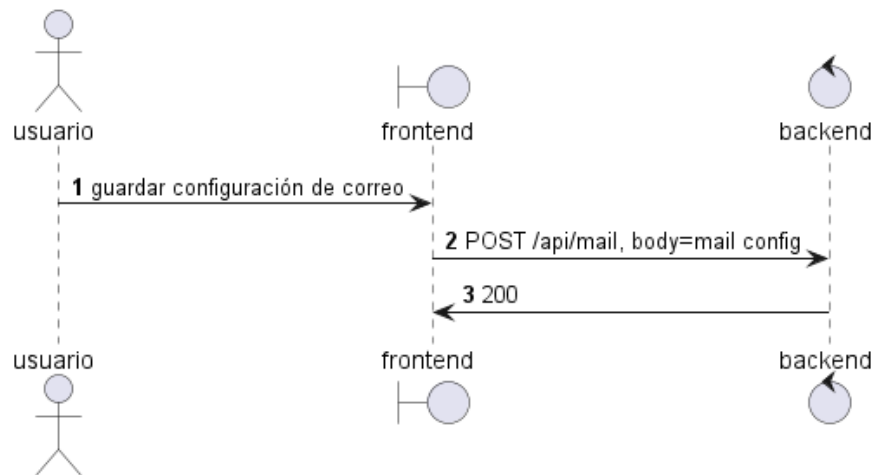 usuario
frontend
backend
1 guardar configuración de correo
2 POST /api/mail, body=mail config
3 200
usuario
frontend
backend